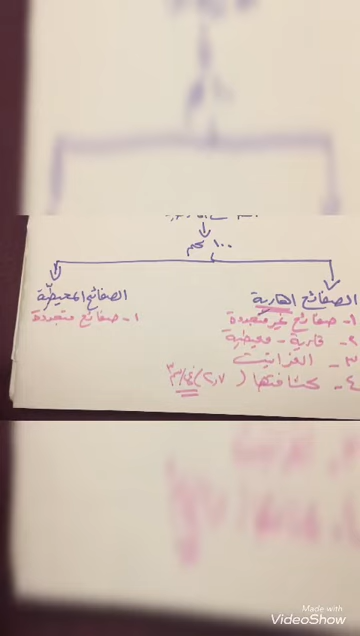 ١٠٠ كم
الصفائح القارية
الصفائح المحيطية
١- صفائح غير متجددة
١- صفائح متجددة
٢- قارية - محيطية
٣- الغرانيت
٤- كثافتها (٢,٧) غ/سم٣
Made with
VideoShow